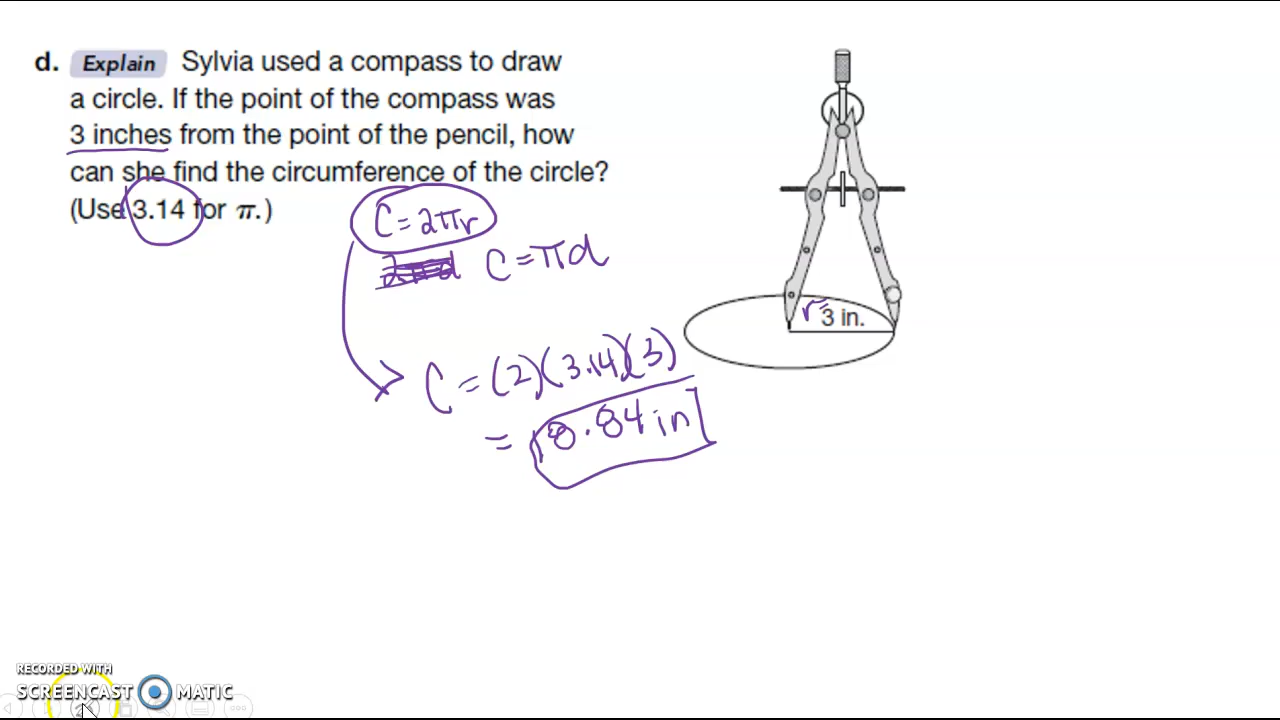 d. Explain Sylvia used a compass to draw
a circle. If the point of the compass was
3 inches from the point of the pencil, how
can she find the circumference of the circle?
(Use 3.14 for π.)
C = 2πr
C = πd
r=
3 in.
C = (2)(3.14)(3)
= 18.84 in
RECORDED WITH
SCREENCAST MATIC